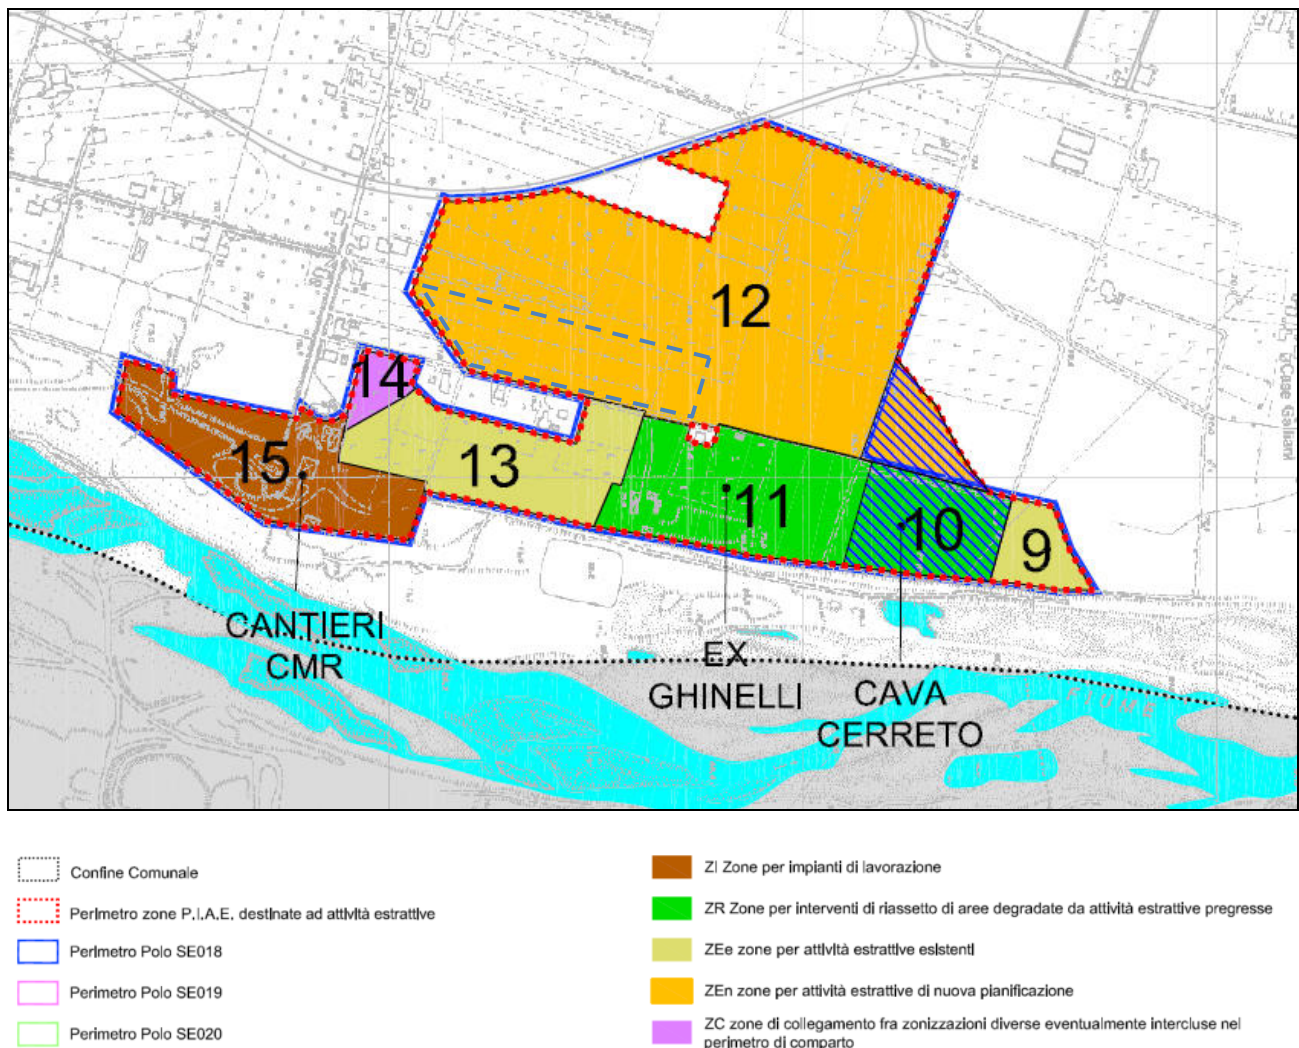 12
14
15
13
11
10
9
Case Galliani
CANTIERI
CMR
EX
GHINELLI
CAVA
CERRETO
FIUME
Confine Comunale
Perimetro zone P.I.A.E. destinate ad attività estrattive
Perimetro Polo SE018
Perimetro Polo SE019
Perimetro Polo SE020
ZI Zone per impianti di lavorazione
ZR Zone per interventi di riassetto di aree degradate da attività estrattive pregresse
ZEe zone per attività estrattive esistenti
ZEn zone per attività estrattive di nuova pianificazione
ZC zone di collegamento fra zonizzazioni diverse eventualmente intercluse nel
perimetro di comparto